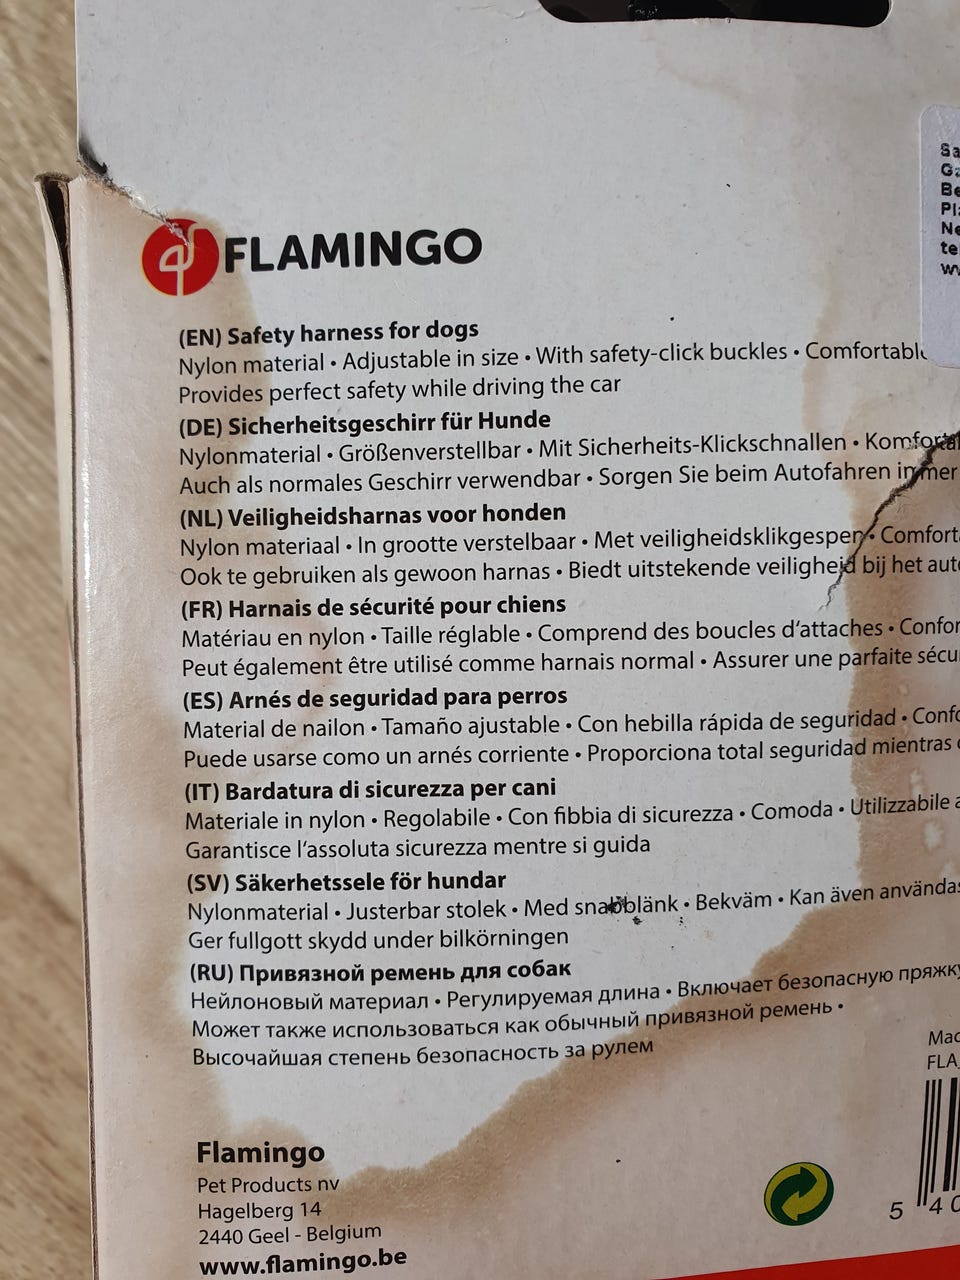 FLAMINGO
(EN) Safety harness for dogs
Nylon material • Adjustable in size • With safety-click buckles •
Provides perfect safety while driving the car
(DE) Sicherheitsgeschirr für Hunde
Nylonmaterial • Größenverstellbar • Mit Sicherheits-Klickschnallen •
Auch als normales Geschirr verwendbar • Sorgen Sie beim Autofahren immer
(NL) Veiligheidsharnas voor honden
Nylon materiaal • In grootte verstelbaar • Met veiligheidsklikgespen •
Ook te gebruiken als gewoon harnas • Biedt uitstekende veiligheid bij het
(FR) Harnais de sécurité pour chiens
Matériau en nylon • Taille réglable • Comprend des boucles d'attaches •
Peut également être utilisé comme harnais normal • Assurer une parfaite
(ES) Arnés de seguridad para perros
Material de nailon • Tamaño ajustable • Con hebilla rápida de seguridad •
Puede usarse como un arnés corriente • Proporciona total seguridad mientras
(IT) Bardatura di sicurezza per cani
Materiale in nylon • Regolabile • Con fibbia di sicurezza • Comoda • Utilizzabile
Garantisce l'assoluta sicurezza mentre si guida
(SV) Säkerhetssele för hundar
Nylonmaterial • Justerbar stolek • Med snabblänk • Bekväm • Kan även
Ger fullgott skydd under bilkörningen
(RU) Привязной ремень для собак
Нейлоновый материал • Регулируемая длина • Включает безопасную пряжку
Может также использоваться как обычный привязной ремень •
Высочайшая степень безопасность за рулем
Flamingo
Pet Products nv
Hagelberg 14
2440 Geel - Belgium
www.flamingo.be